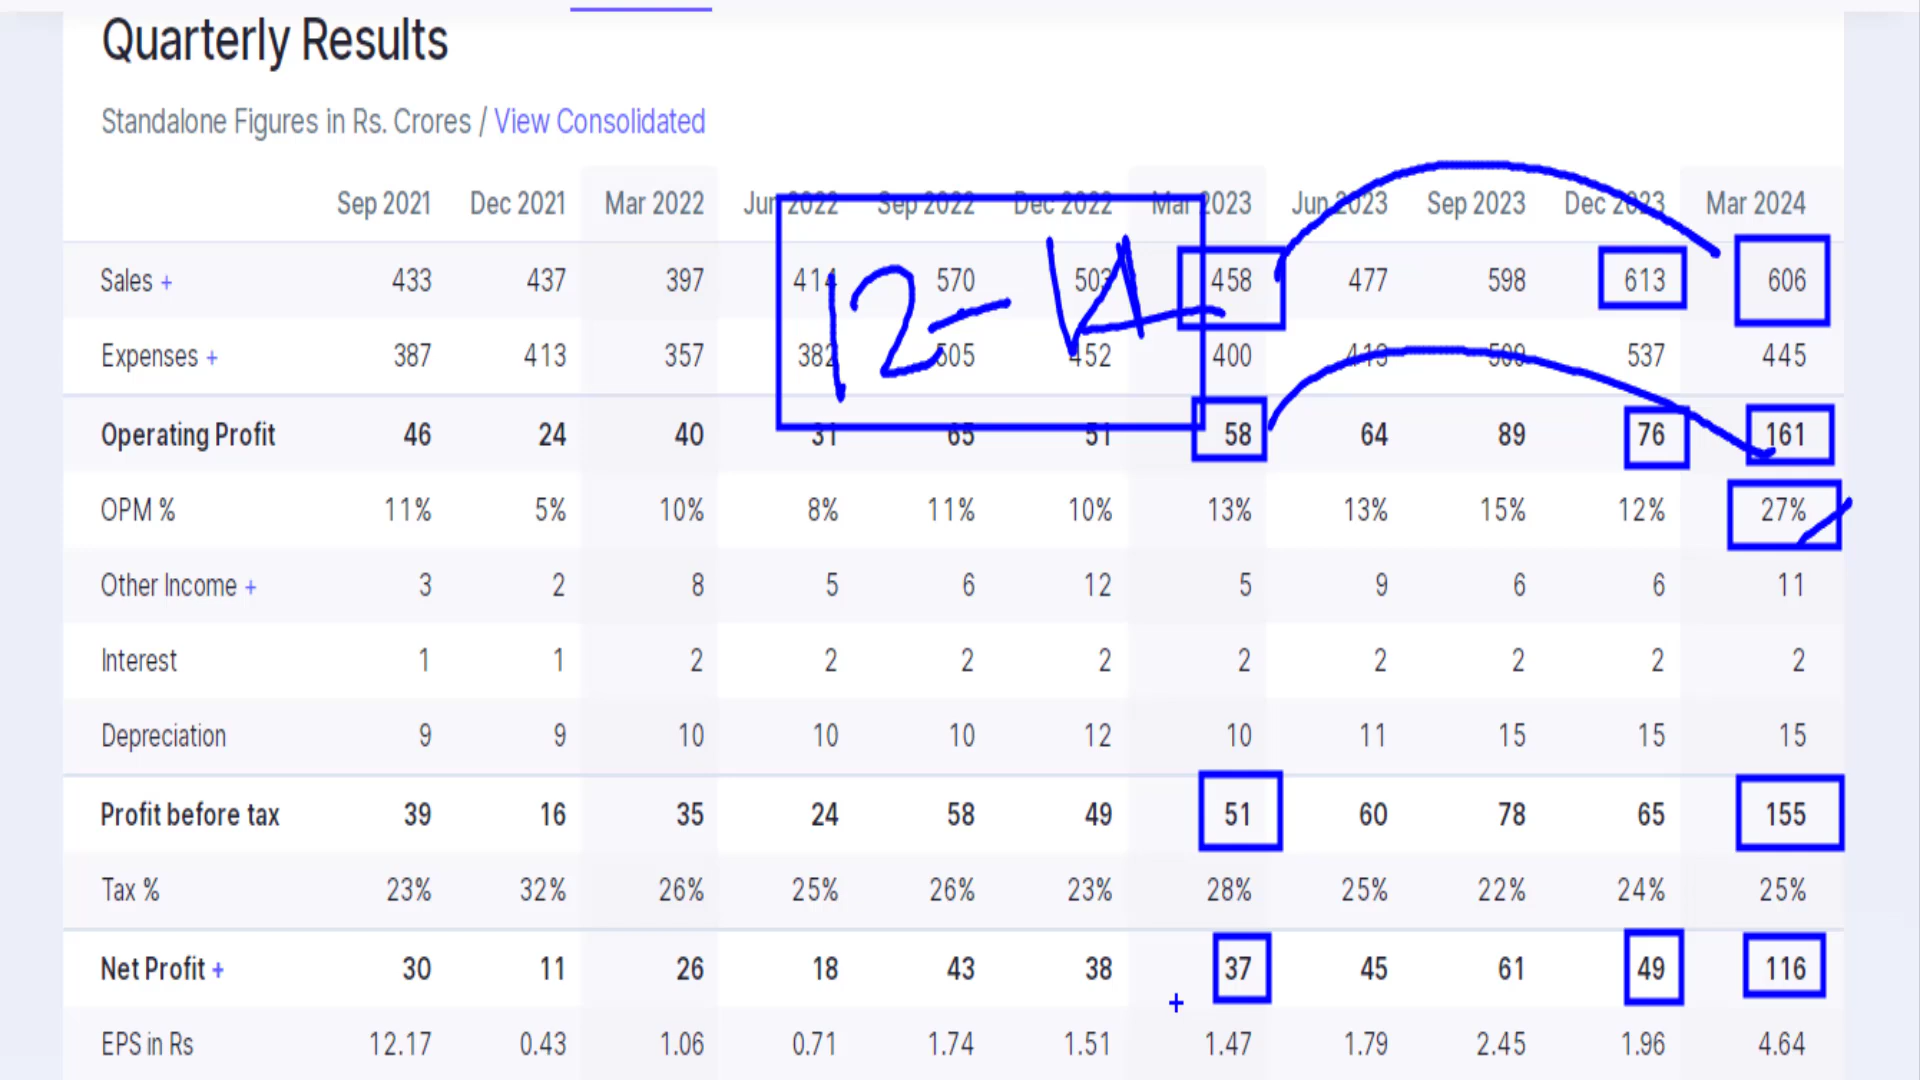 Quarterly Results
Standalone Figures in Rs. Crores / View Consolidated
Sep 2021 Dec 2021 Mar 2022 Jun 2022 Sep 2022 Dec 2022 Mar 2023 Jun 2023 Sep 2023 Dec 2023 Mar 2024
Sales + 433 437 397 414 570 503 458 477 598 613 606
12-14
Expenses + 387 413 357 382 505 452 400 413 509 537 445
Operating Profit 46 24 40 31 65 51 58 64 89 76 161
OPM % 11% 5% 10% 8% 11% 10% 13% 13% 15% 12% 27%
Other Income + 3 2 8 5 6 12 5 9 6 6 11
Interest 1 1 2 2 2 2 2 2 2 2 2
Depreciation 9 9 10 10 10 12 10 11 15 15 15
Profit before tax 39 16 35 24 58 49 51 60 78 65 155
Tax % 23% 32% 26% 25% 26% 23% 28% 25% 22% 24% 25%
Net Profit + 30 11 26 18 43 38 37 45 61 49 116
EPS in Rs 12.17 0.43 1.06 0.71 1.74 1.51 1.47 1.79 2.45 1.96 4.64